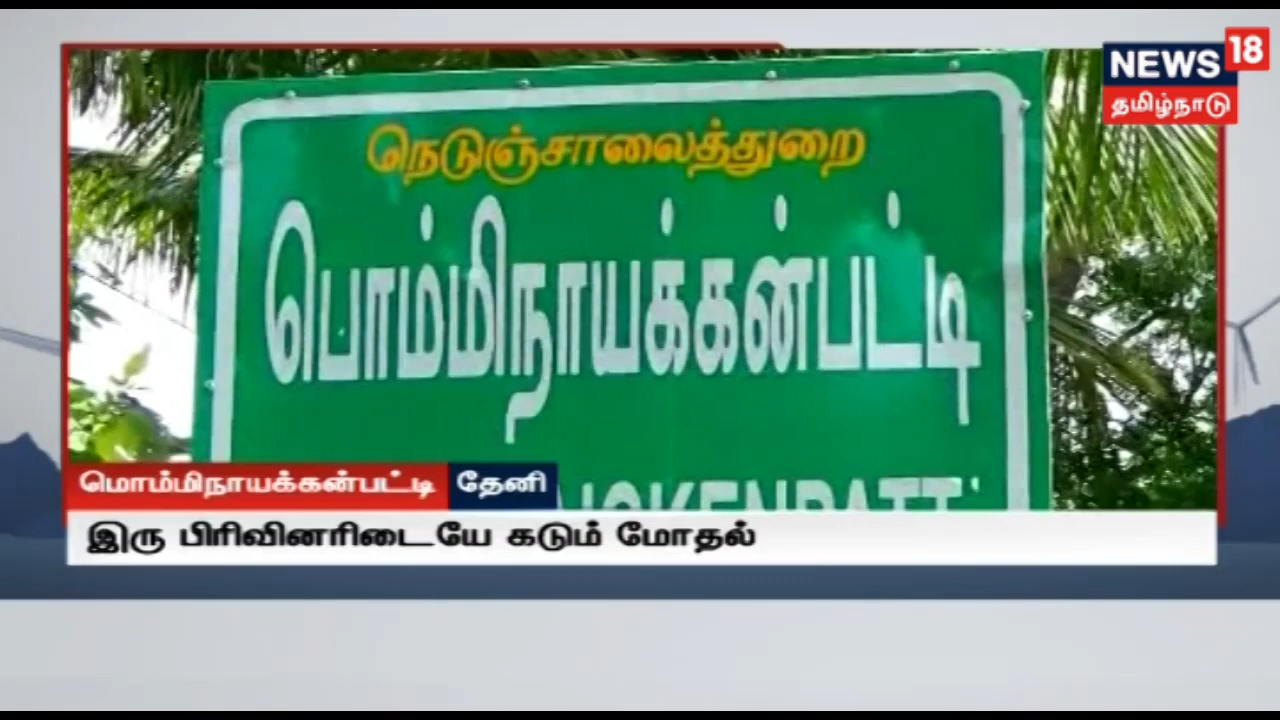 NEWS 18
தமிழ்நாடு
நெடுஞ்சாலைத்துறை
பொம்மிநாயக்கன்பட்டி
மொம்மிநாயக்கன்பட்டி தேனி
இரு பிரிவினரிடையே கடும் மோதல்